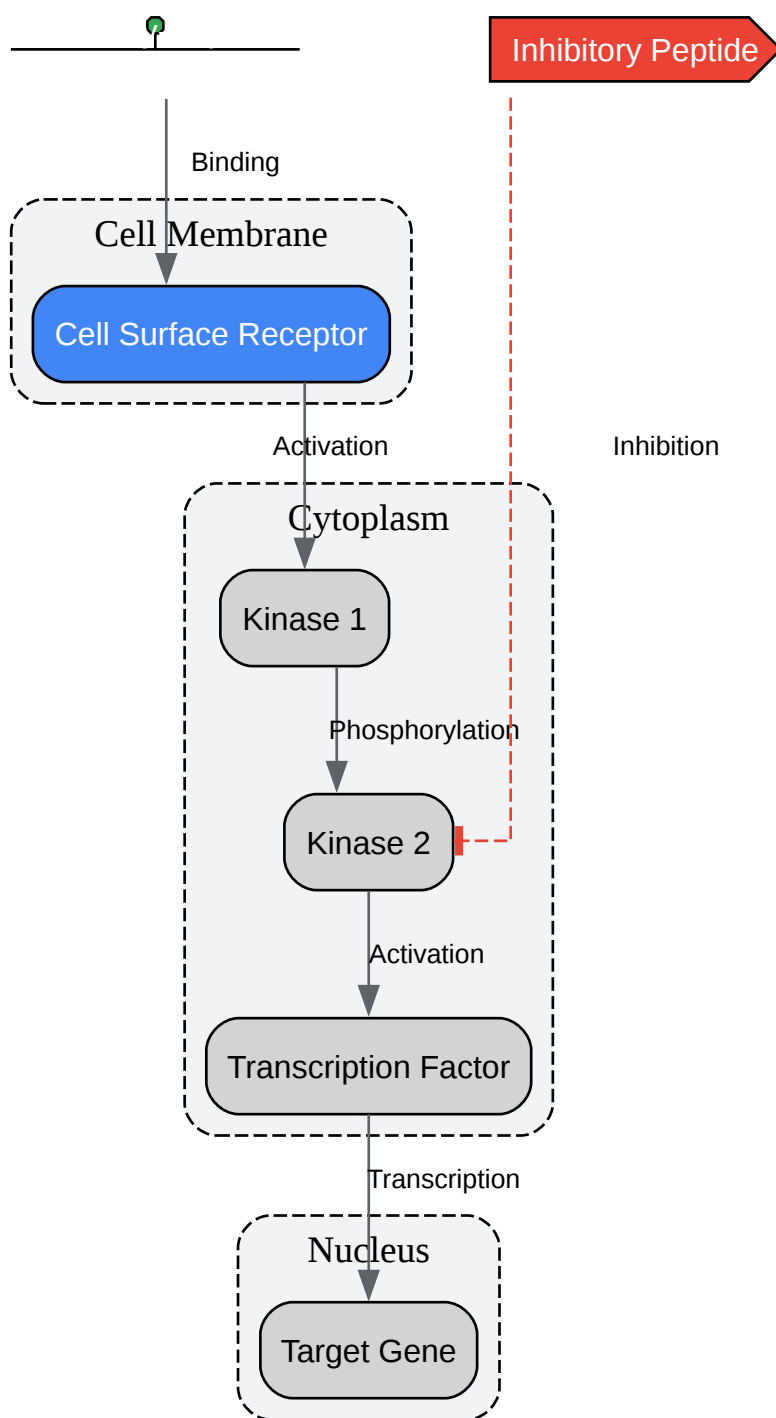 Inhibitory Peptide
Binding
Cell Membrane
Cell Surface Receptor
Activation
Inhibition
Cytoplasm
Kinase 1
Phosphorylation
Kinase 2
Activation
Transcription Factor
Transcription
Nucleus
Target Gene